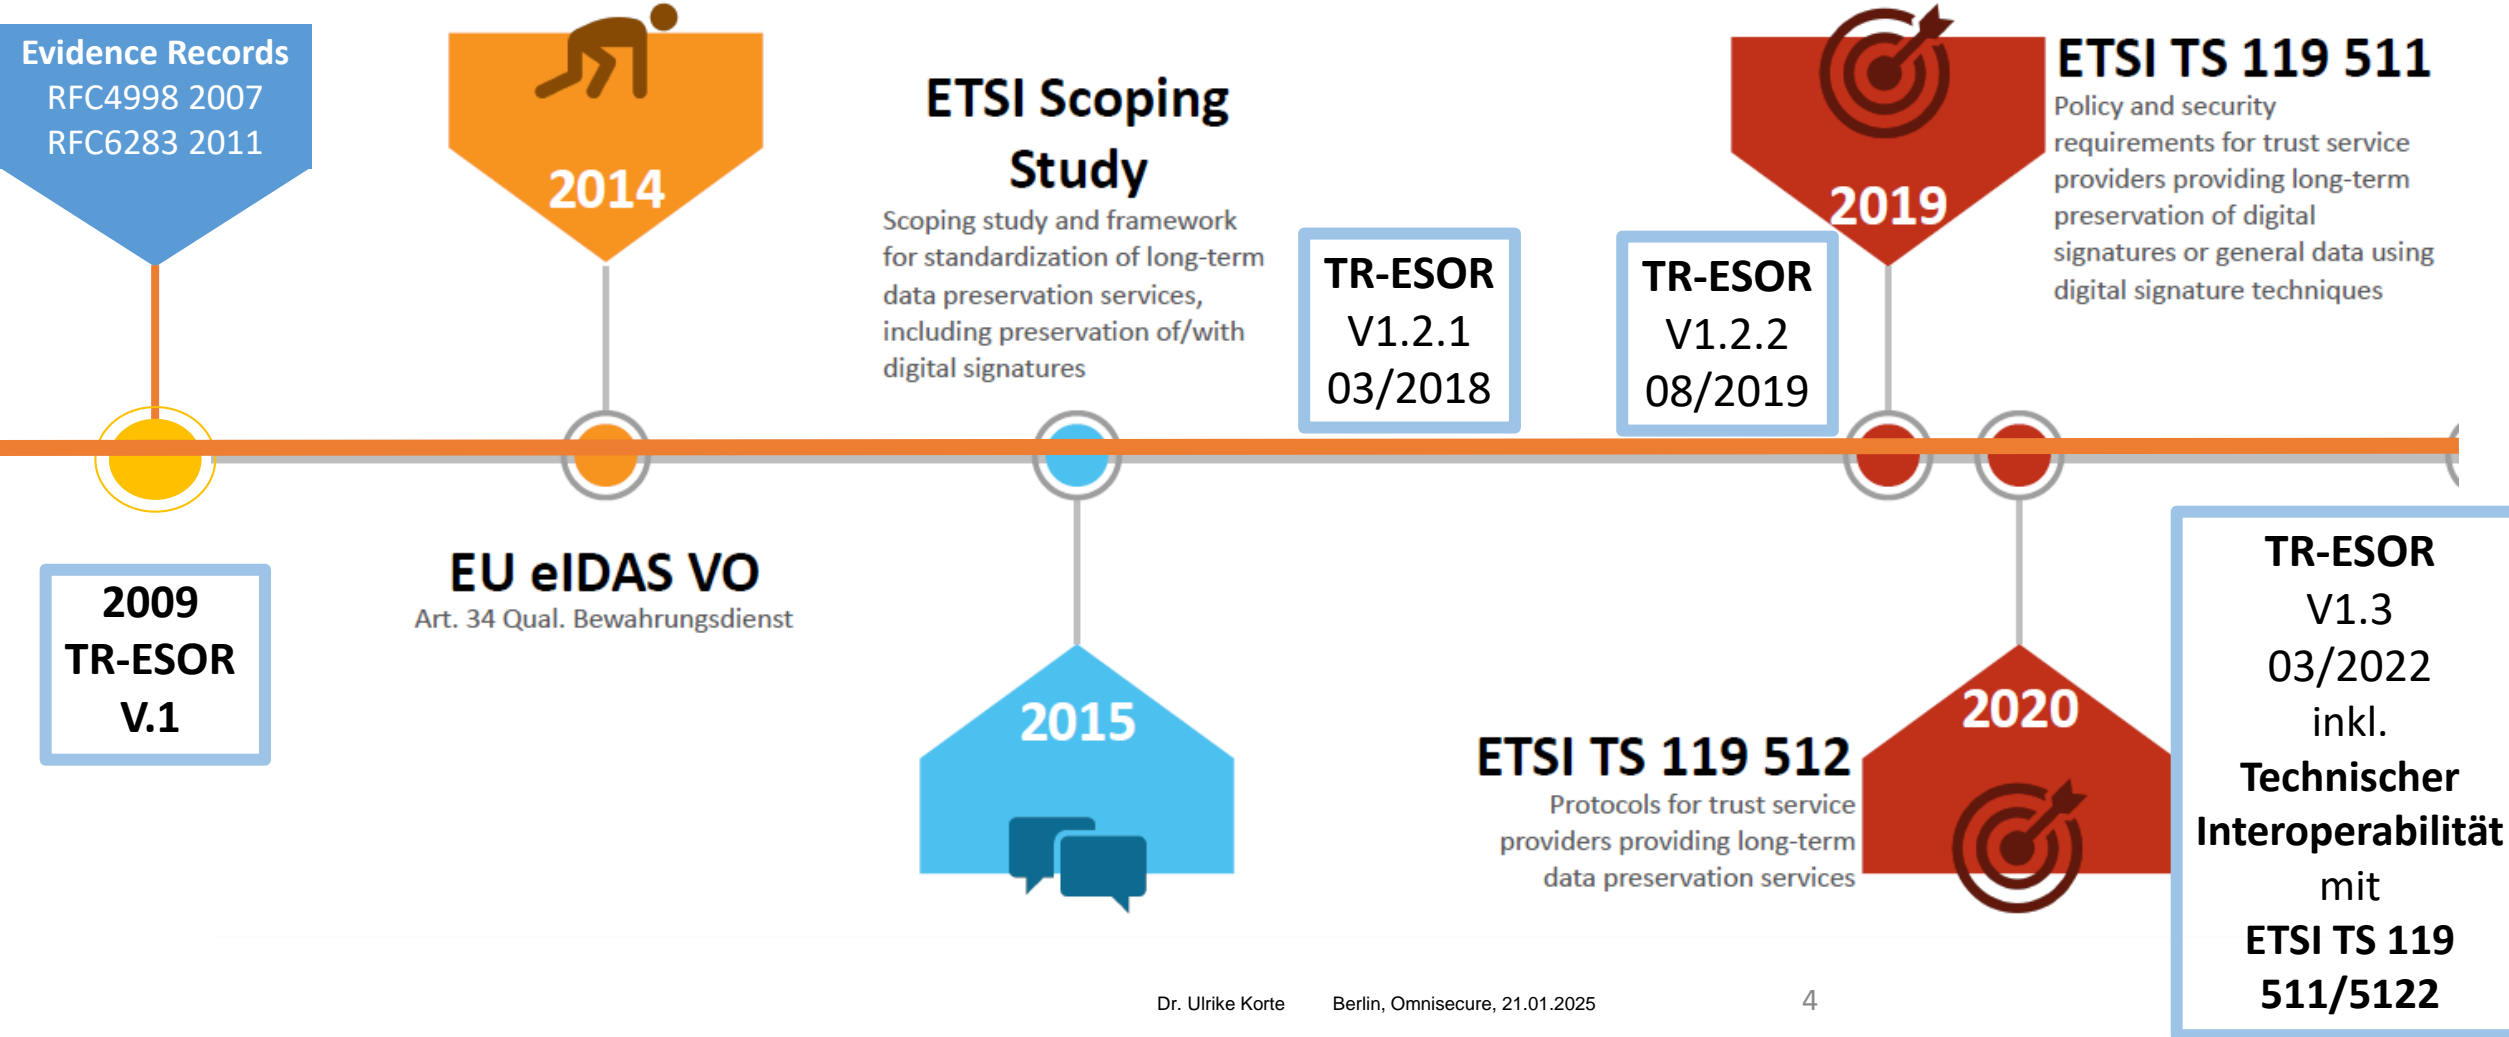 Evidence Records
RFC4998 2007
RFC6283 2011
2009
TR-ESOR
V.1
2014
EU eIDAS VO
Art. 34 Qual. Bewahrungsdienst
ETSI Scoping
Study
Scoping study and framework
for standardization of long-term
data preservation services,
including preservation of/with
digital signatures
2015
TR-ESOR
V1.2.1
03/2018
TR-ESOR
V1.2.2
08/2019
2019
ETSI TS 119 511
Policy and security
requirements for trust service
providers providing long-term
preservation of digital
signatures or general data using
digital signature techniques
ETSI TS 119 512
Protocols for trust service
providers providing long-term
data preservation services
2020
TR-ESOR
V1.3
03/2022
inkl.
Technischer
Interoperabilität
mit
ETSI TS 119
511/5122
Dr. Ulrike Korte Berlin, Omnisecure, 21.01.2025 4